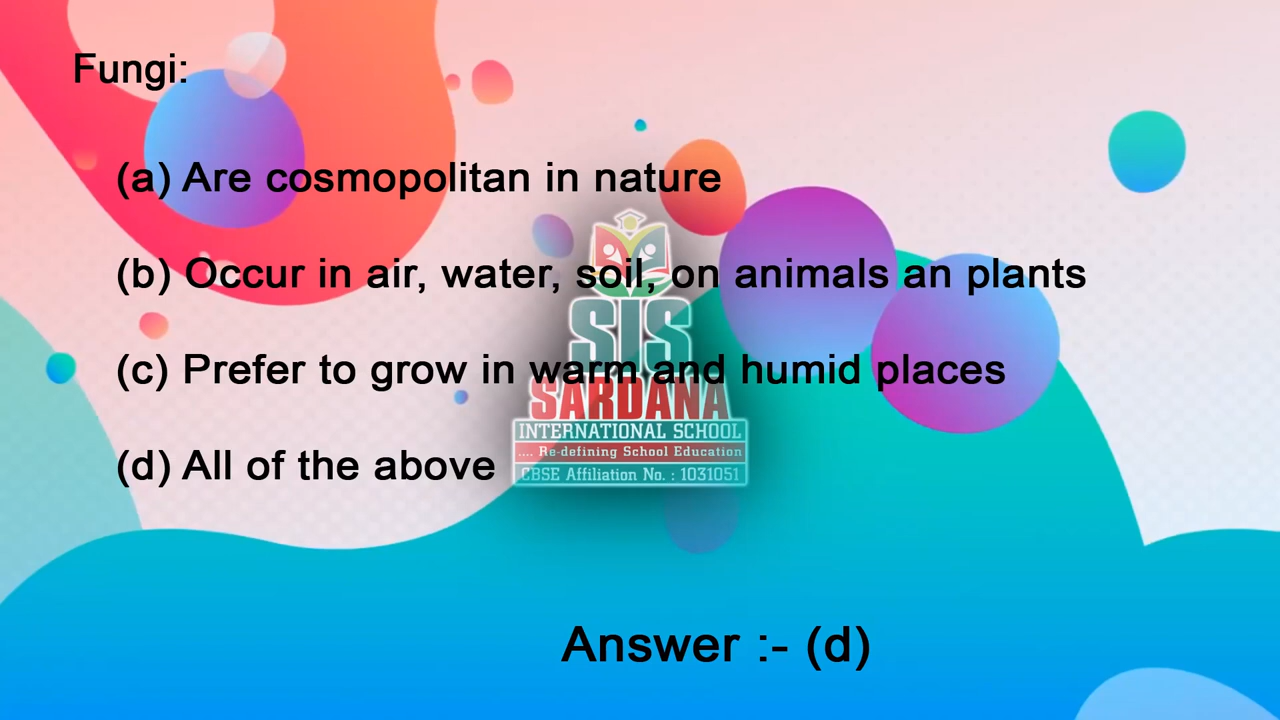 Fungi:
(a) Are cosmopolitan in nature
(b) Occur in air, water, soil, on animals an plants
(c) Prefer to grow in warm and humid places
(d) All of the above
SIS
SARDANA
INTERNATIONAL SCHOOL
.... Re-defining School Education
CBSE Affiliation No. : 1031051
Answer :- (d)